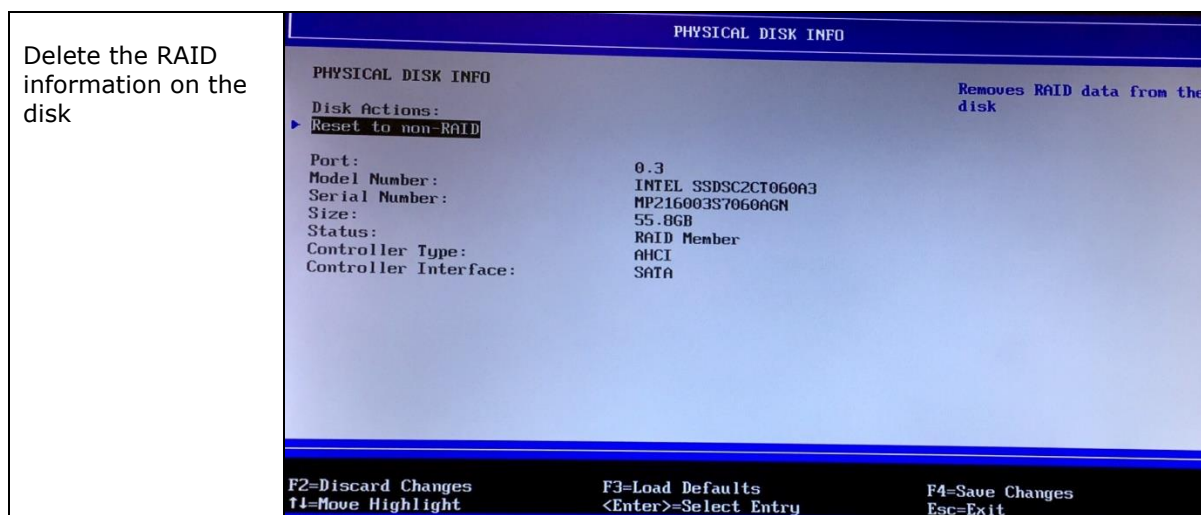 Delete the RAID
information on the
disk
PHYSICAL DISK INFO
PHYSICAL DISK INFO
Removes RAID data from the
disk
Disk Actions:
Reset to non-RAID
Port: 0.3
Model Number: INTEL SSDSC2CT060A3
Serial Number: MP216003S7060AGN
Size: 55.8GB
Status: RAID Member
Controller Type: AHCI
Controller Interface: SATA
F2=Discard Changes F3=Load Defaults F4=Save Changes
↑↓=Move Highlight <Enter>=Select Entry Esc=Exit